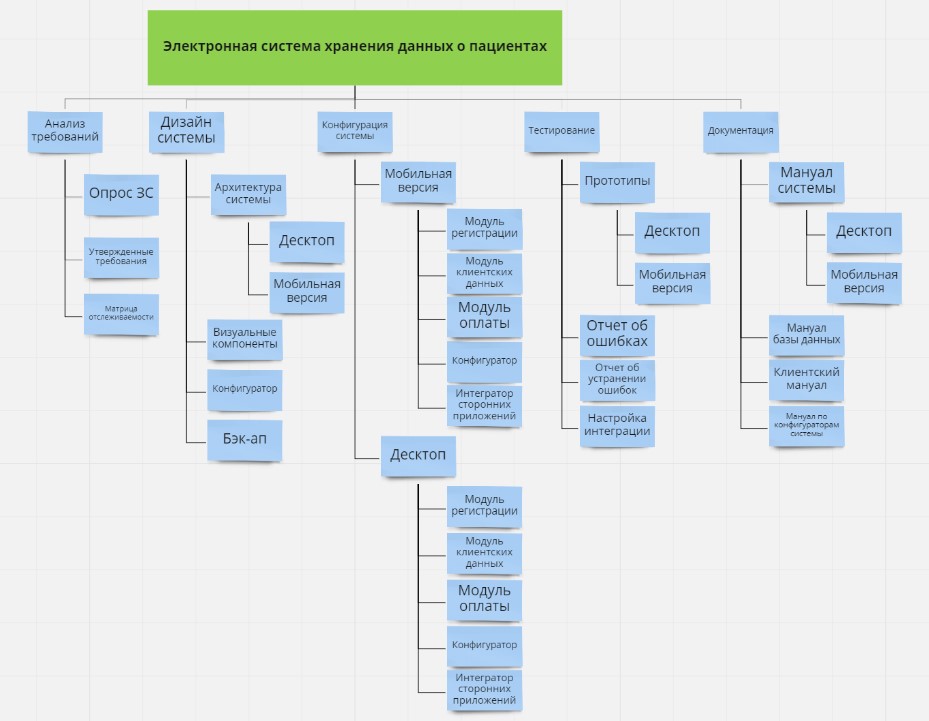 Электронная система хранения данных о пациентах
Анализ
требований
Опрос ЗС
Утвержденные
требования
Матрица
отслеживаемости
Дизайн
системы
Архитектура
системы
Десктоп
Мобильная
версия
Визуальные
компоненты
Конфигуратор
Бэк-ап
Конфигурация
системы
Мобильная
версия
Модуль
регистрации
Модуль
клиентских
данных
Модуль
оплаты
Конфигуратор
Интегратор
сторонних
приложений
Десктоп
Модуль
регистрации
Модуль
клиентских
данных
Модуль
оплаты
Конфигуратор
Интегратор
сторонних
приложений
Тестирование
Прототипы
Десктоп
Мобильная
версия
Отчет об
ошибках
Отчет об
устранении
ошибок
Настройка
интеграции
Документация
Мануал
системы
Десктоп
Мобильная
версия
Мануал
базы данных
Клиентский
мануал
Мануал по
конфигураторам
системы